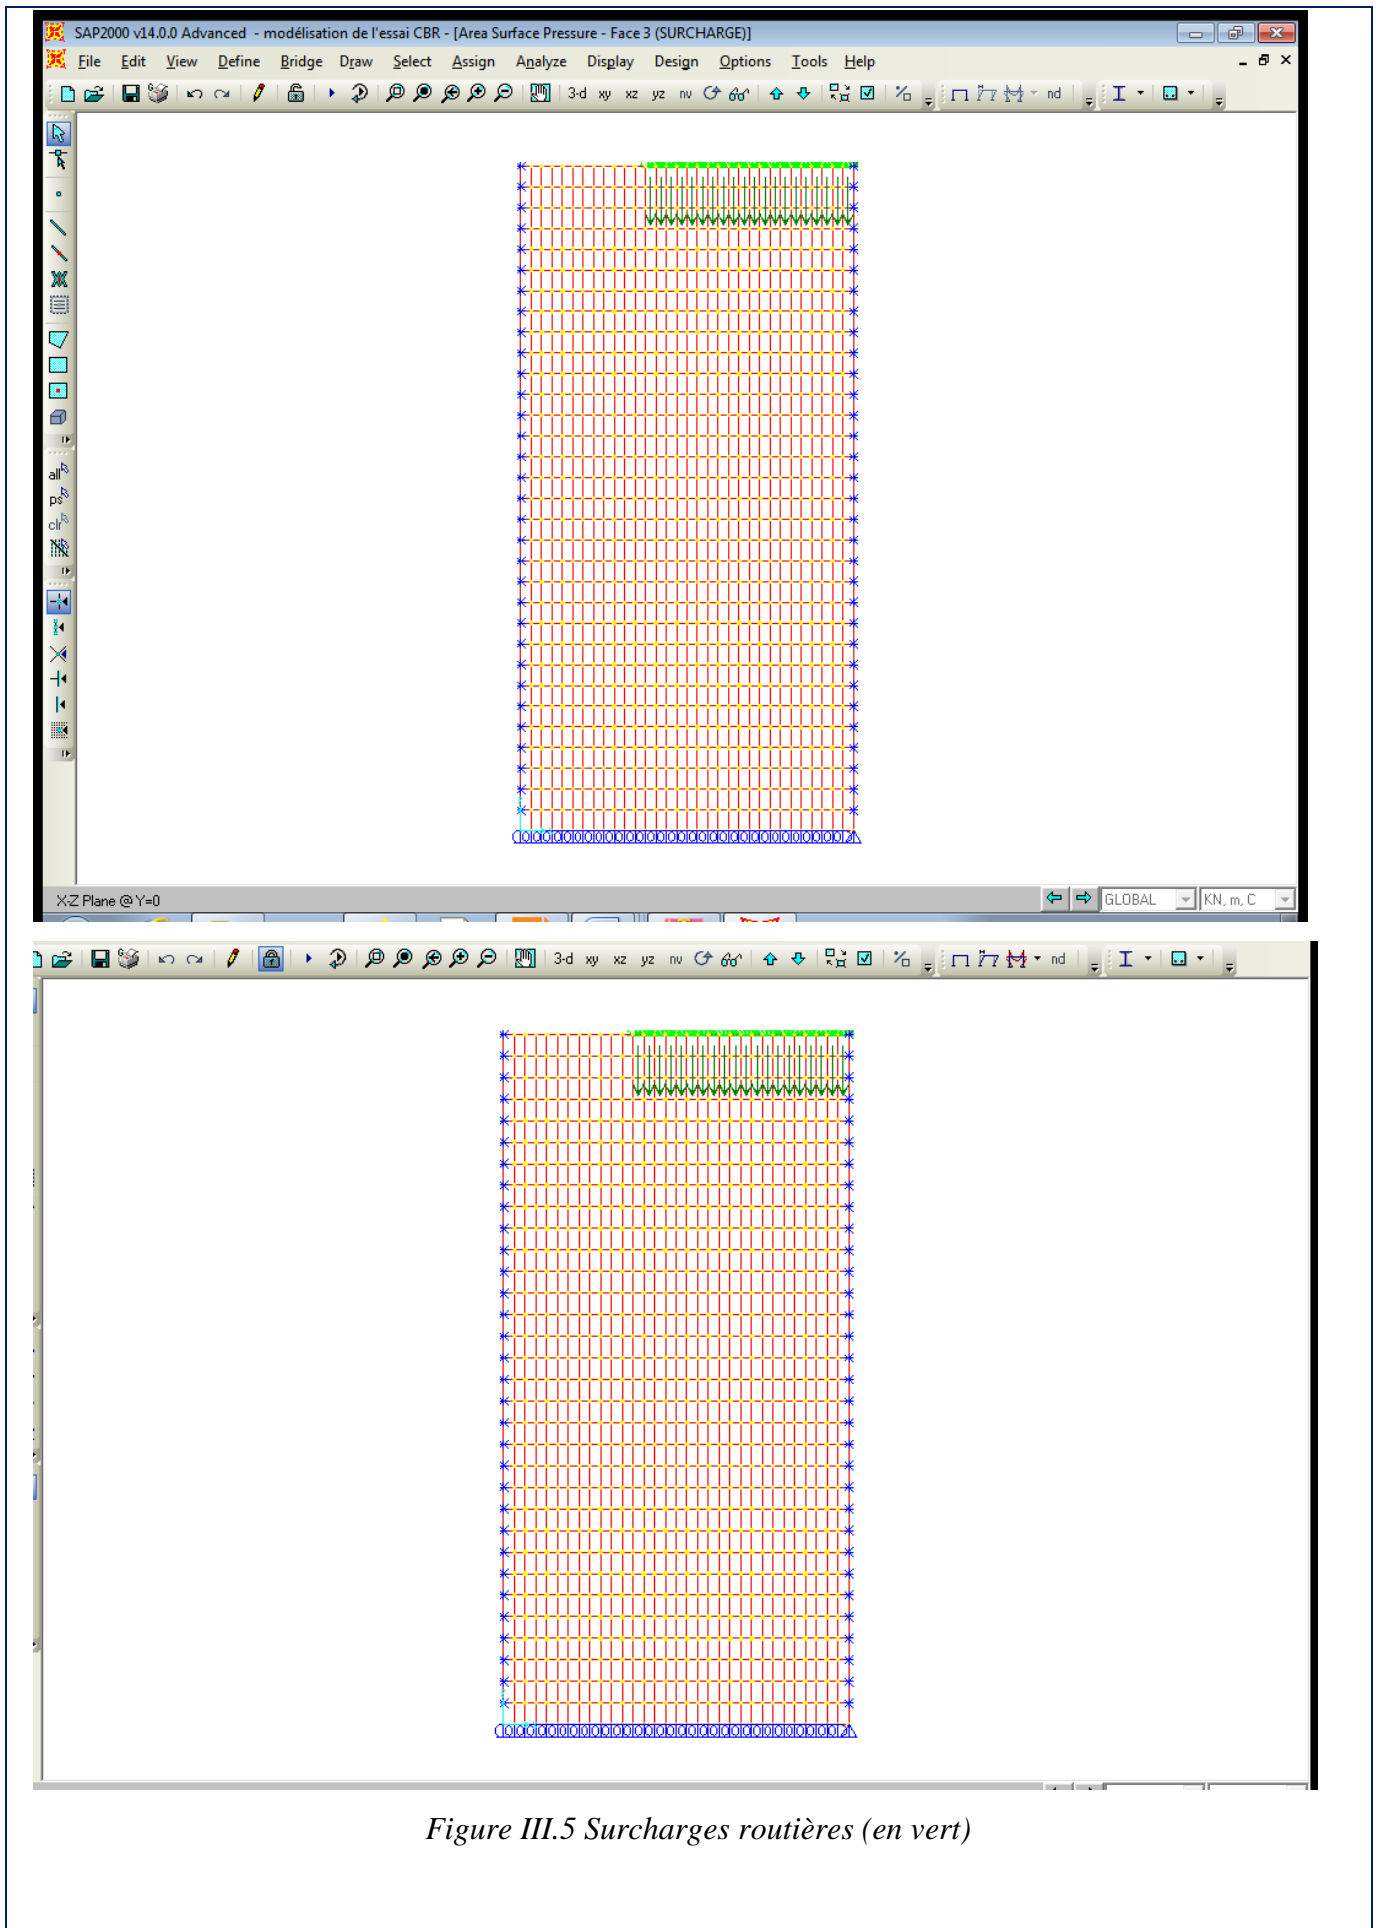 SAP2000 v14.0.0 Advanced - modélisation de l'essai CBR - [Area Surface Pressure - Face 3 (SURCHARGE)]
File Edit View Define Bridge Draw Select Assign Analyze Display Design Options Tools Help
3-d xy xz yz nv nd
all
ps
clr
X-Z Plane @ Y=0
GLOBAL KN, m, C
3-d xy xz yz nv nd
Figure III.5 Surcharges routières (en vert)